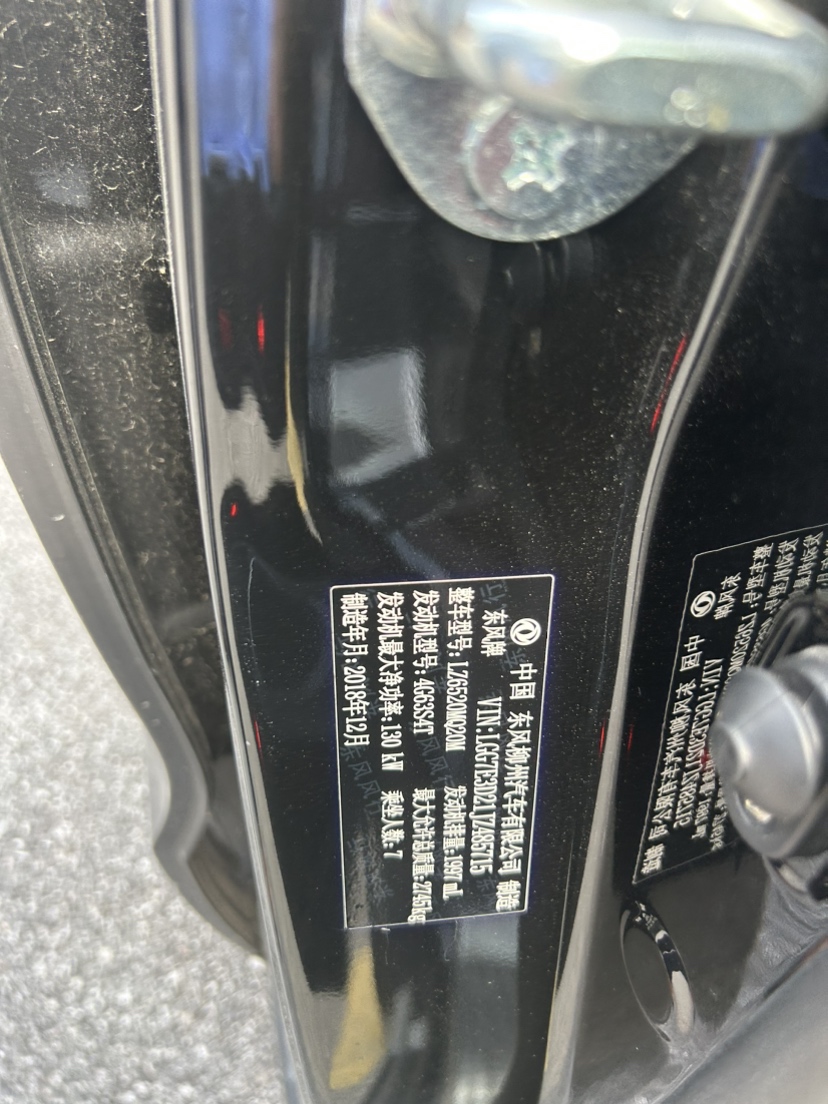 中国 东风柳州汽车有限公司 制造
东风牌 VIN:LGG7E3D21JZ485715
整车型号:LZ6520MQ20M 发动机排量:1997 mL
发动机型号:4G63S4T 最大允许总质量:2745kg
发动机最大净功率:130 kW 乘坐人数:7
制造年月:2018年12月